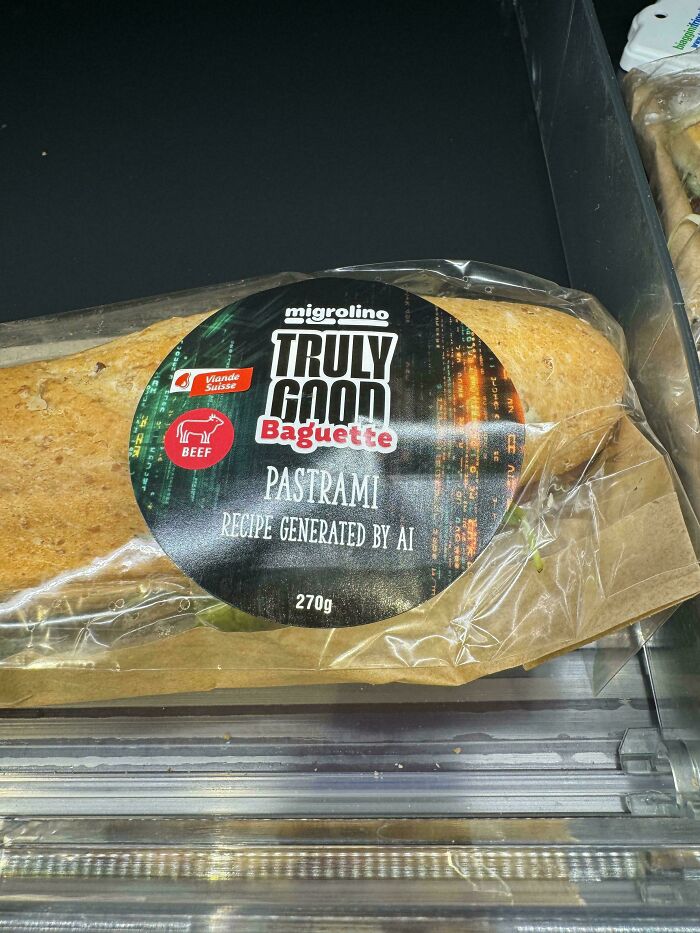 migrolino
TRULY
GOOD
Baguette
Viande
Suisse
BEEF
PASTRAMI
RECIPE GENERATED BY AI
270g